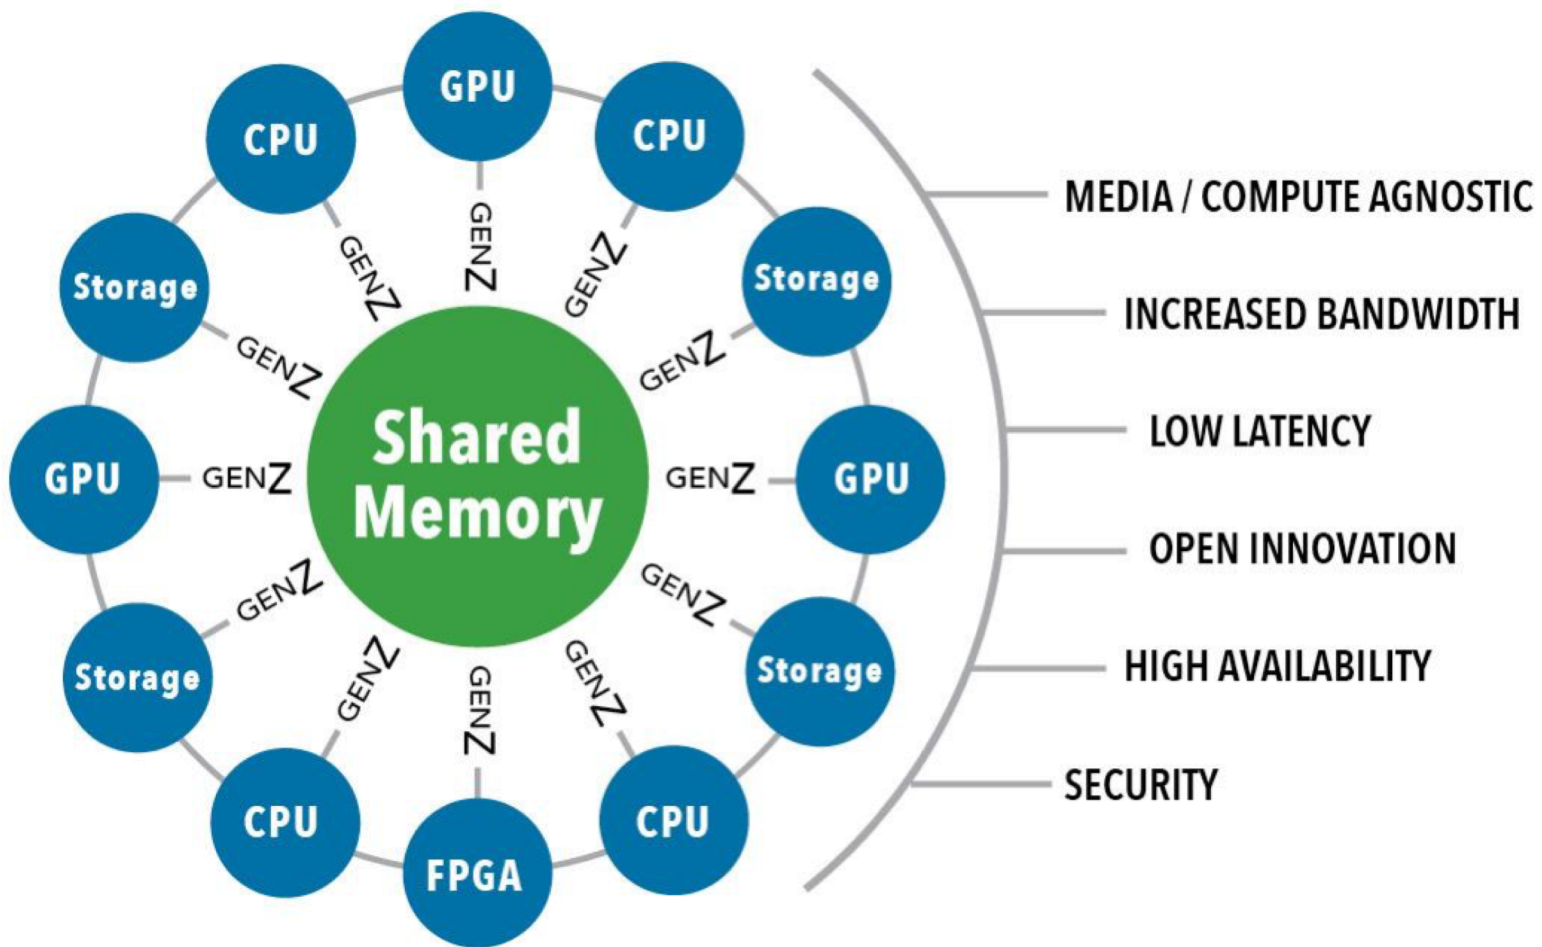 GPU
CPU
CPU
GENZ
GENZ
GENZ
Storage
Storage
GENZ
GENZ
Shared
Memory
GPU
GENZ
GENZ
GPU
GENZ
GENZ
Storage
Storage
GENZ
GENZ
GENZ
CPU
FPGA
CPU
MEDIA / COMPUTE AGNOSTIC
INCREASED BANDWIDTH
LOW LATENCY
OPEN INNOVATION
HIGH AVAILABILITY
SECURITY